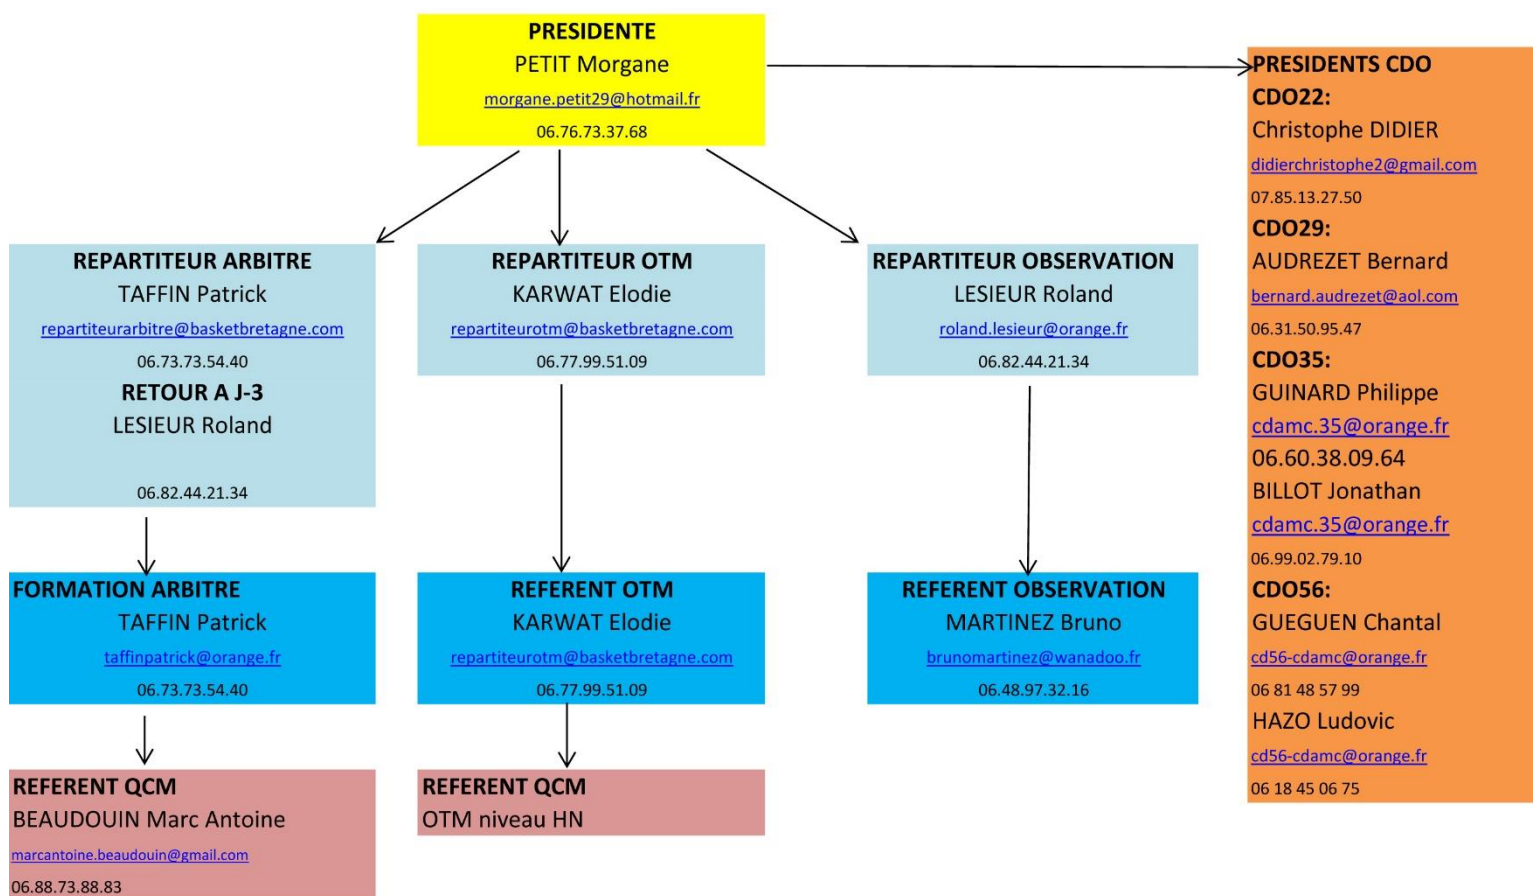 PRESIDENTE
PETIT Morgane
morgane.petit29@hotmail.fr
06.76.73.37.68
REPARTITEUR ARBITRE
TAFFIN Patrick
repartiteurarbitre@basketbretagne.com
06.73.73.54.40
RETOUR A J-3
LESIEUR Roland
06.82.44.21.34
REPARTITEUR OTM
KARWAT Elodie
repartiteurotm@basketbretagne.com
06.77.99.51.09
REPARTITEUR OBSERVATION
LESIEUR Roland
roland.lesieur@orange.fr
06.82.44.21.34
FORMATION ARBITRE
TAFFIN Patrick
taffinpatrick@orange.fr
06.73.73.54.40
REFERENT OTM
KARWAT Elodie
repartiteurotm@basketbretagne.com
06.77.99.51.09
REFERENT OBSERVATION
MARTINEZ Bruno
brunomartinez@wanadoo.fr
06.48.97.32.16
REFERENT QCM
BEAUDOUIN Marc Antoine
marcantoine.beaudouin@gmail.com
06.88.73.88.83
REFERENT QCM
OTM niveau HN
PRESIDENTS CDO
CDO22:
Christophe DIDIER
didierchristophe2@gmail.com
07.85.13.27.50
CDO29:
AUDREZET Bernard
bernard.audrezet@aol.com
06.31.50.95.47
CDO35:
GUINARD Philippe
cdamc.35@orange.fr
06.60.38.09.64
BILLOT Jonathan
cdamc.35@orange.fr
06.99.02.79.10
CDO56:
GUEGUEN Chantal
cd56-cdamc@orange.fr
06 81 48 57 99
HAZO Ludovic
cd56-cdamc@orange.fr
06 18 45 06 75